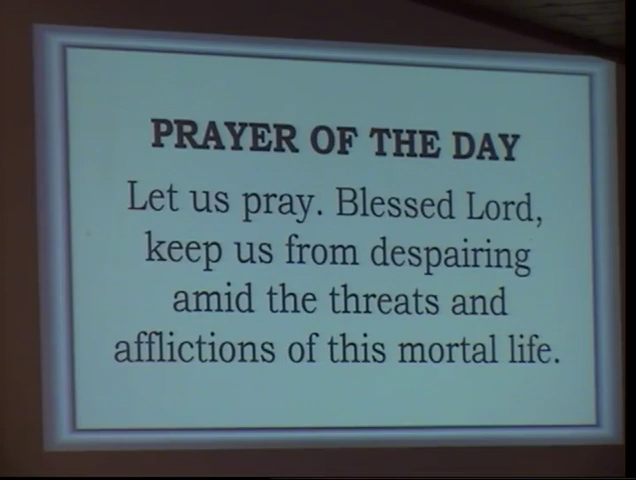 PRAYER OF THE DAY
Let us pray. Blessed Lord,
keep us from despairing
amid the threats and
afflictions of this mortal life.